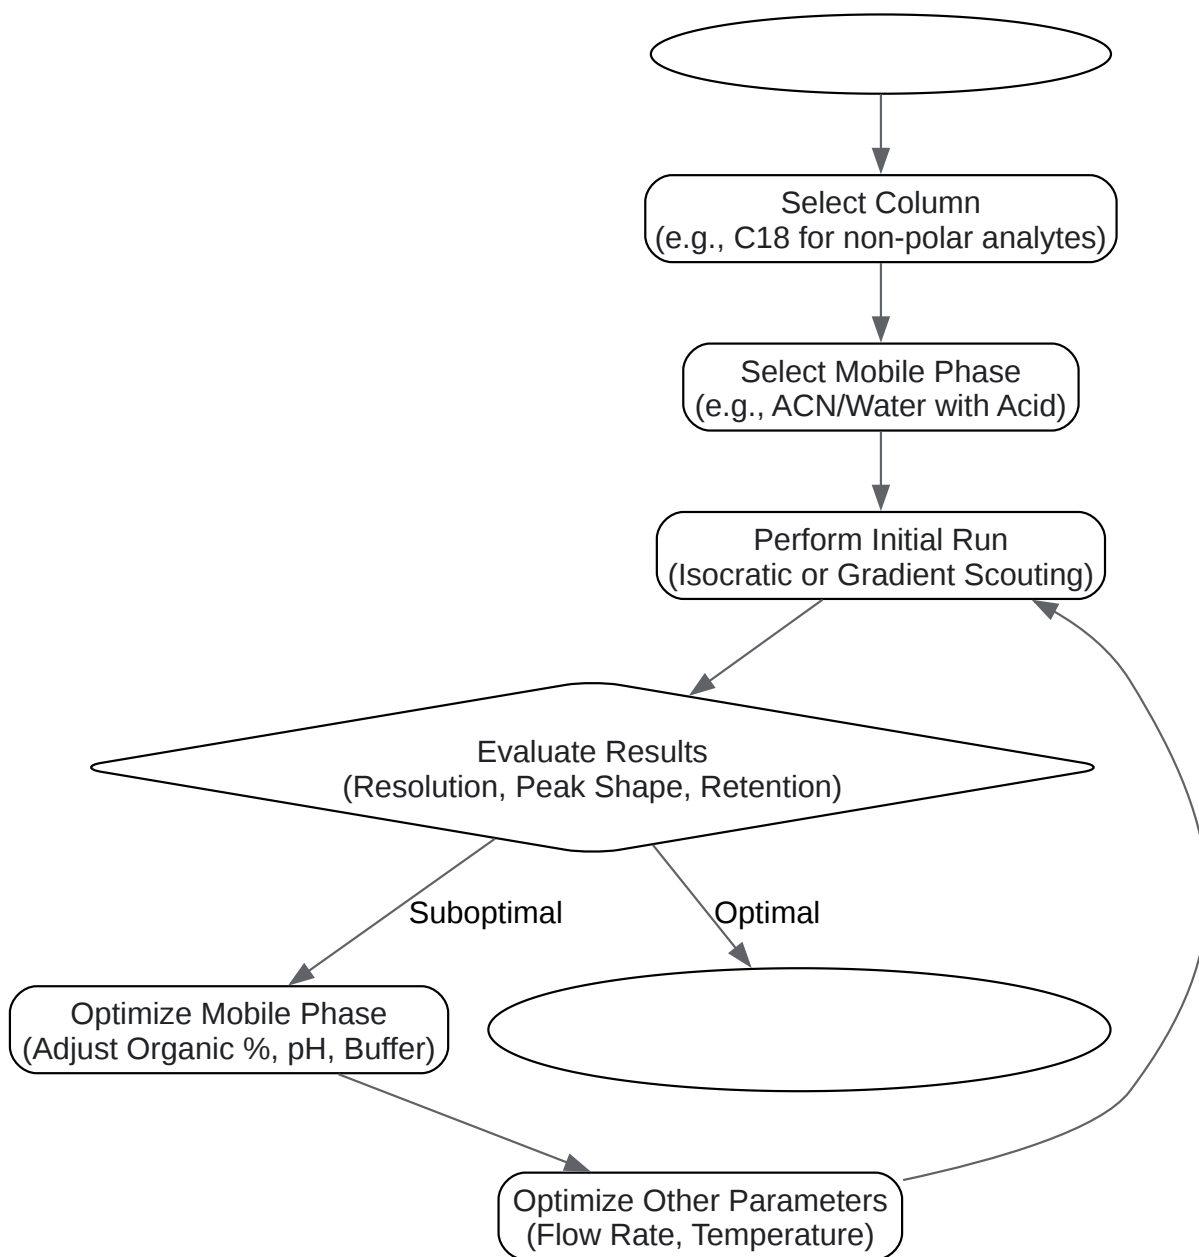 Select Column
(e.g., C18 for non-polar analytes)
Select Mobile Phase
(e.g., ACN/Water with Acid)
Perform Initial Run
(Isocratic or Gradient Scouting)
Evaluate Results
(Resolution, Peak Shape, Retention)
Suboptimal
Optimal
Optimize Mobile Phase
(Adjust Organic %, pH, Buffer)
Optimize Other Parameters
(Flow Rate, Temperature)